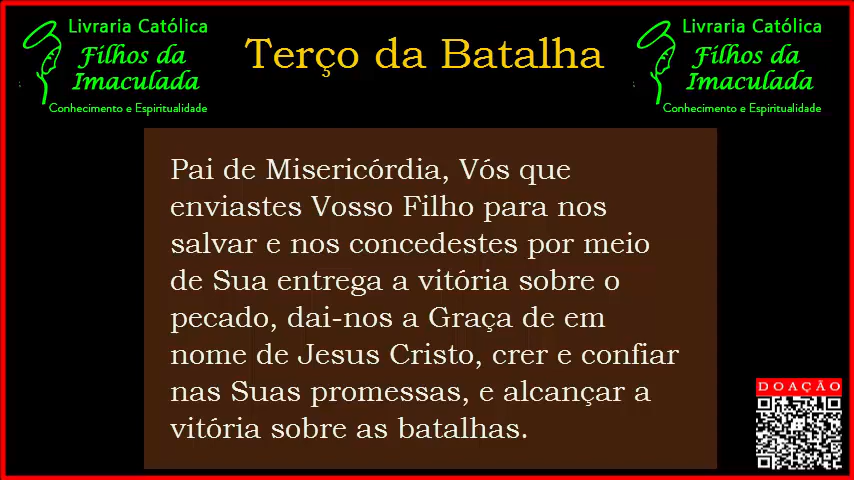 Livraria Católica
Filhos da
Imaculada
Conhecimento e Espiritualidade
Terço da Batalha
Livraria Católica
Filhos da
Imaculada
Conhecimento e Espiritualidade
Pai de Misericórdia, Vós que
enviastes Vosso Filho para nos
salvar e nos concedestes por meio
de Sua entrega a vitória sobre o
pecado, dai-nos a Graça de em
nome de Jesus Cristo, crer e confiar
nas Suas promessas, e alcançar a
vitória sobre as batalhas.
DOAÇÃO